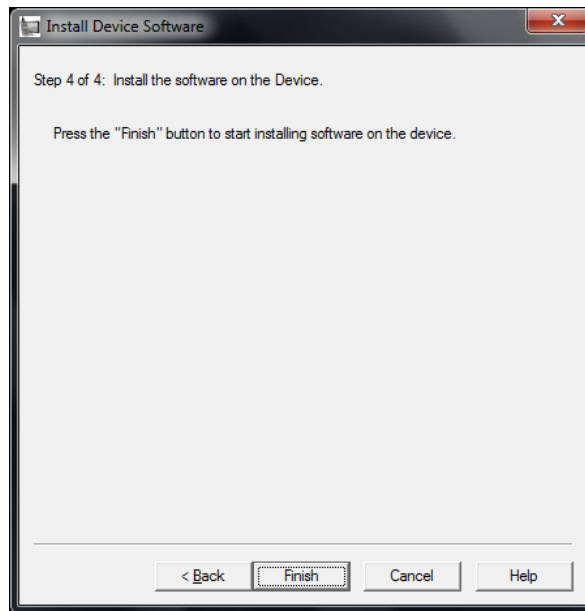 Install Device Software
Step 4 of 4: Install the software on the Device.
Press the "Finish" button to start installing software on the device.
< Back
Finish
Cancel
Help